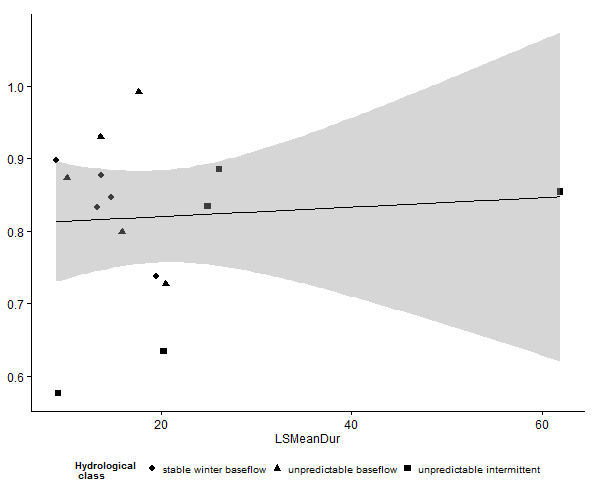 1.0
0.9
0.8
0.7
0.6
20 40 60
LSMeanDur
Hydrological
class
stable winter baseflow unpredictable baseflow unpredictable intermittent